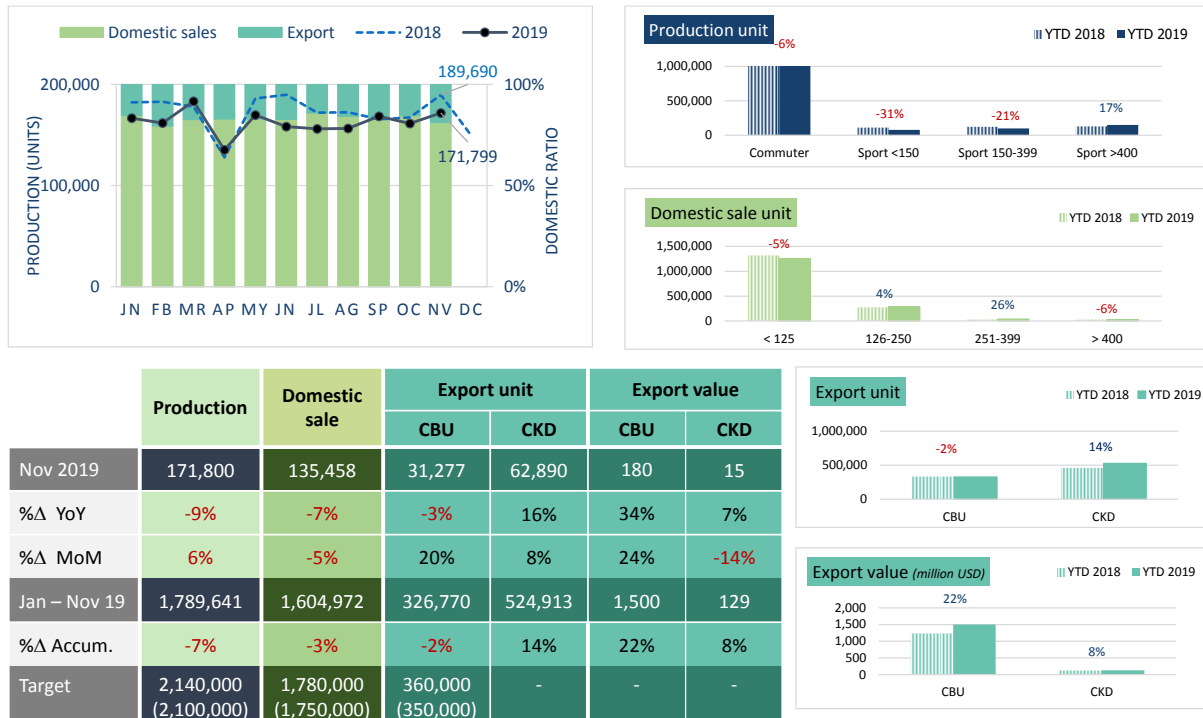 Domestic sales Export 2018 2019
189,690
200,000 100%
171,799
100,000 50%
0 0%
PRODUCTION (UNITS)
DOMESTIC RATIO
JN FB MR AP MY JN JL AG SP OC NV DC
Production unit
YTD 2018 YTD 2019
-6%
1,000,000
500,000
0
-31% -21% 17%
Commuter Sport <150 Sport 150-399 Sport >400
Domestic sale unit
YTD 2018 YTD 2019
1,500,000
1,000,000
500,000
0
-5% 4% 26% -6%
< 125 126-250 251-399 > 400
Production Domestic sale Export unit Export value
CBU CKD CBU CKD
Nov 2019 171,800 135,458 31,277 62,890 180 15
%Δ YoY -9% -7% -3% 16% 34% 7%
%Δ MoM 6% -5% 20% 8% 24% -14%
Jan – Nov 19 1,789,641 1,604,972 326,770 524,913 1,500 129
%Δ Accum. -7% -3% -2% 14% 22% 8%
Target 2,140,000 1,780,000 360,000 - - -
(2,100,000) (1,750,000) (350,000)
Export unit
YTD 2018 YTD 2019
1,000,000
500,000
0
-2% 14%
CBU CKD
Export value (million USD)
YTD 2018 YTD 2019
2,000
1,500
1,000
500
0
22% 8%
CBU CKD